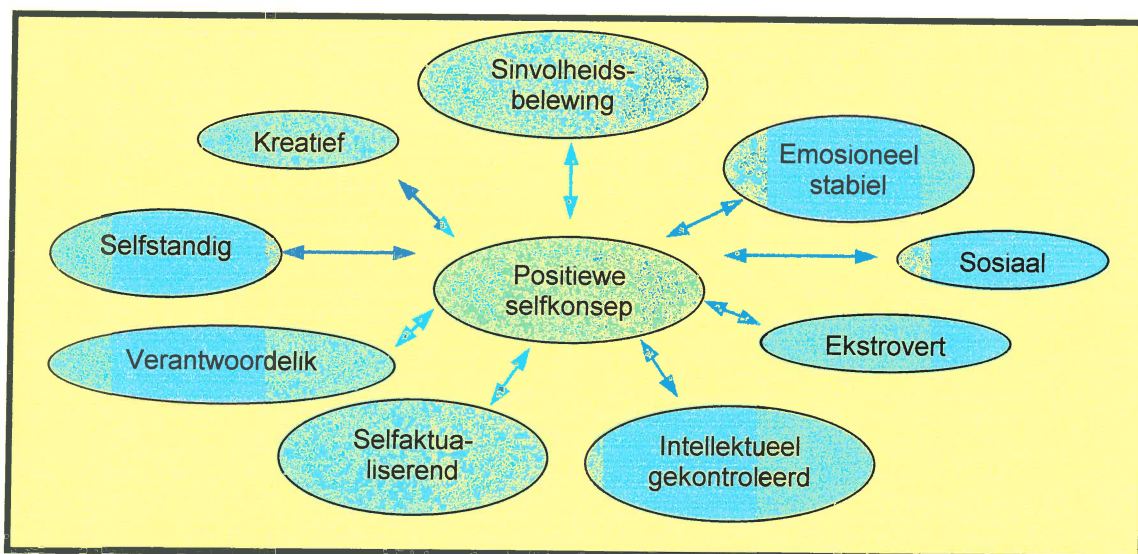 Sinvolheids-
belewing
Kreatief
Emosioneel
stabiel
Selfstandig
Sosiaal
Positiewe
selfkonsep
Verantwoordelik
Ekstrovert
Selfaktua-
liserend
Intellektueel
gekontroleerd